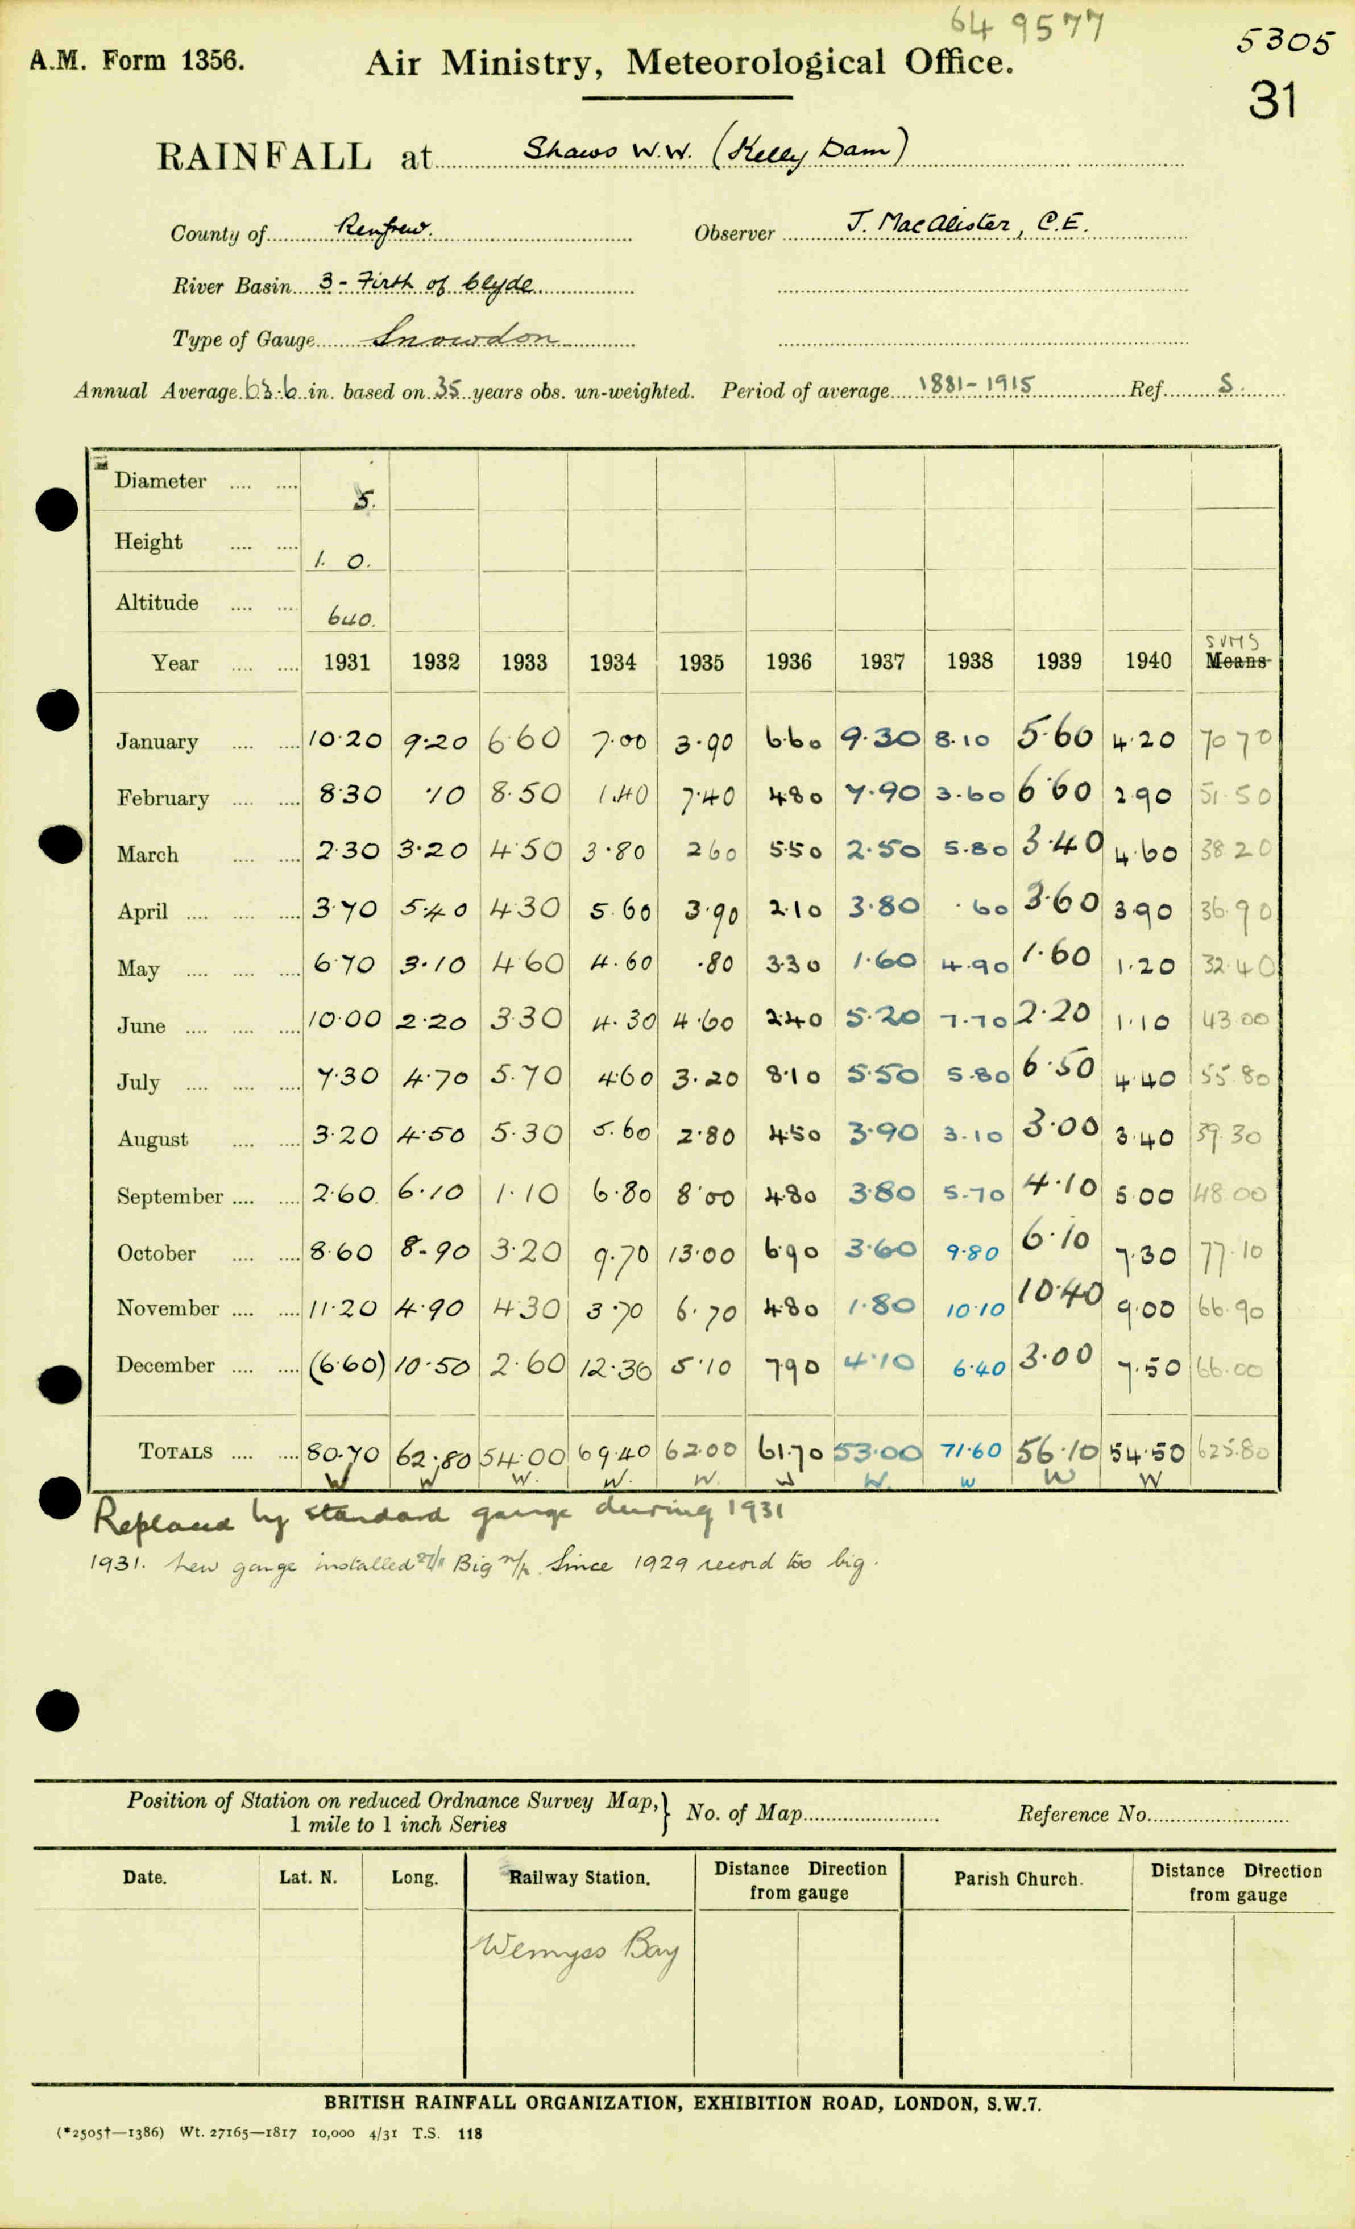 64 9577
5305
A.M. Form 1356.
Air Ministry, Meteorological Office.
31
RAINFALL at Shaws W.W. (Kelly Dam)
County of Renfrew. Observer J. MacAlister, C.E.
River Basin 3 - Firth of Clyde
Type of Gauge Snowdon
Annual Average 63.6 in. based on 35 years obs. un-weighted. Period of average 1881-1915 Ref. S.
Diameter .... .... 5.
Height .... .... 1. 0.
Altitude .... .... 640.
SUMS
Year .... .... 1931 1932 1933 1934 1935 1936 1937 1938 1939 1940 Means
January .... .... 10.20 9.20 6.60 7.00 3.90 6.60 9.30 8.10 5.60 4.20 70 70
February .... .... 8.30 .10 8.50 1.40 7.40 4.80 7.90 3.60 6.60 2.90 51.50
March .... .... 2.30 3.20 4.50 3.80 2.60 5.50 2.50 5.80 3.40 4.60 38 20
April .... .... .... 3.70 5.40 4.30 5.60 3.90 2.10 3.80 .60 3.60 3.90 36.90
May .... .... .... 6.70 3.10 4.60 4.60 .80 3.30 1.60 4.90 1.60 1.20 32.40
June .... .... .... 10.00 2.20 3.30 4.30 4.60 2.40 5.20 7.70 2.20 1.10 43 00
July .... .... .... 7.30 4.70 5.70 4.60 3.20 8.10 5.50 5.80 6.50 4.40 55.80
August .... .... 3.20 4.50 5.30 5.60 2.80 4.50 3.90 3.10 3.00 3.40 39.30
September .... .... 2.60 6.10 1.10 6.80 8.00 4.80 3.80 5.70 4.10 5.00 48.00
October .... .... 8.60 8.90 3.20 9.70 13.00 6.90 3.60 9.80 6.10 7.30 77.10
November .... .... 11.20 4.90 4.30 3.70 6.70 4.80 1.80 10.10 10.40 9.00 66.90
December .... .... (6.60) 10.50 2.60 12.30 5.10 7.90 4.10 6.40 3.00 7.50 66.00
TOTALS .... .... 80.70 62.80 54.00 69.40 62.00 61.70 53.00 71.60 56.10 54.50 625.80
W W W. W. W. W W. W W W
Replaced by standard gauge during 1931
1931. New gauge installed Big Since 1929 record too big.
Position of Station on reduced Ordnance Survey Map, } No. of Map Reference No.
1 mile to 1 inch Series
Date. Lat. N. Long. Railway Station. Distance Direction from gauge Parish Church. Distance Direction from gauge
Wemyss Bay
BRITISH RAINFALL ORGANIZATION, EXHIBITION ROAD, LONDON, S.W.7.
(*2505†—1386) Wt. 27165—1817 10,000 4/31 T.S. 118